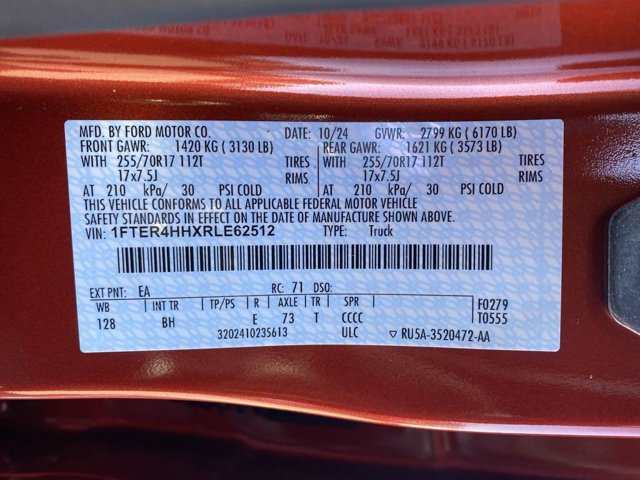 MFD. BY FORD MOTOR CO. DATE: 10/24 GVWR: 2799 KG ( 6170 LB)
FRONT GAWR: 1420 KG ( 3130 LB) REAR GAWR: 1621 KG ( 3573 LB)
WITH 255/70R17 112T TIRES WITH 255/70R17 112T TIRES
17x7.5J RIMS 17x7.5J RIMS
AT 210 kPa/ 30 PSI COLD AT 210 kPa/ 30 PSI COLD
THIS VEHICLE CONFORMS TO ALL APPLICABLE FEDERAL MOTOR VEHICLE
SAFETY STANDARDS IN EFFECT ON THE DATE OF MANUFACTURE SHOWN ABOVE.
VIN: 1FTER4HHXRLE62512 TYPE: Truck
EXT PNT: EA RC: 71 DSO:
WB INT TR TP/PS R AXLE TR SPR F0279
128 BH E 73 T CCCC T0555
3202410235613 ULC ▽ RU5A-3520472-AA